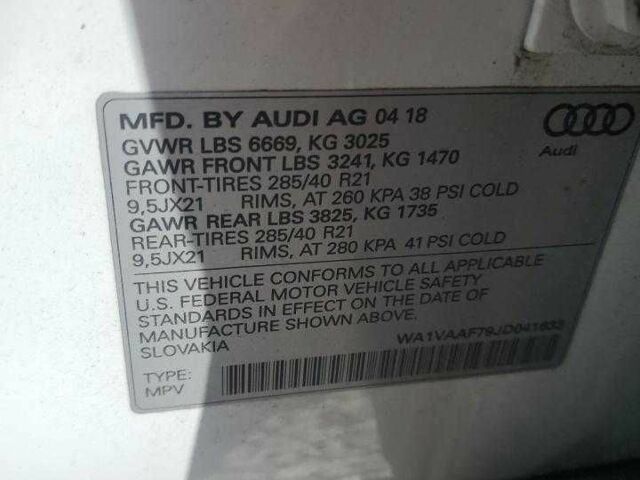 MFD. BY AUDI AG 04 18
GVWR LBS 6669, KG 3025
GAWR FRONT LBS 3241, KG 1470
FRONT-TIRES 285/40 R21
9,5JX21 RIMS, AT 260 KPA 38 PSI COLD
GAWR REAR LBS 3825, KG 1735
REAR-TIRES 285/40 R21
9,5JX21 RIMS, AT 280 KPA 41 PSI COLD
Audi
THIS VEHICLE CONFORMS TO ALL APPLICABLE
U.S. FEDERAL MOTOR VEHICLE SAFETY
STANDARDS IN EFFECT ON THE DATE OF
MANUFACTURE SHOWN ABOVE.
SLOVAKIA
WA1VAAF79JD041633
TYPE:
MPV